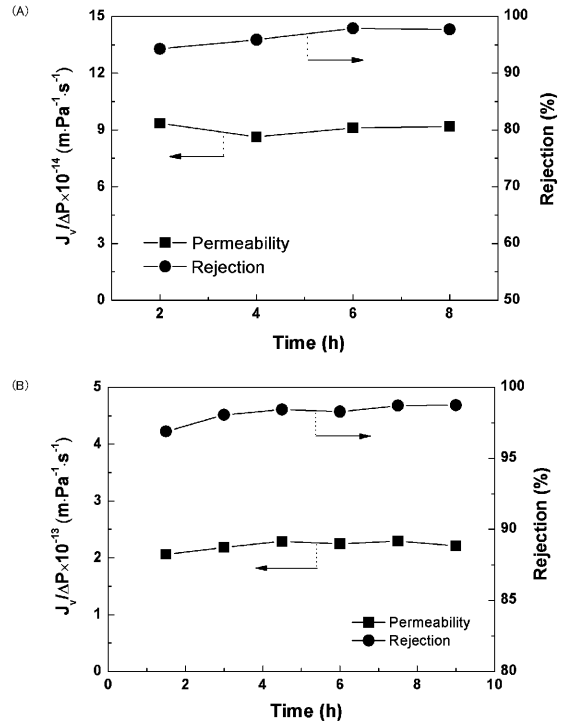 (A)
15
12
9
6
3
0
100
90
80
70
60
50
2
4
6
8
Jv/ΔP×10⁻¹⁴ (m·Pa⁻¹·s⁻¹)
Rejection (%)
Permeability
Rejection
Time (h)
(B)
5
4
3
2
1
0
100
95
90
85
80
0
2
4
6
8
10
Jv/ΔP×10⁻¹³ (m·Pa⁻¹·s⁻¹)
Rejection (%)
Permeability
Rejection
Time (h)